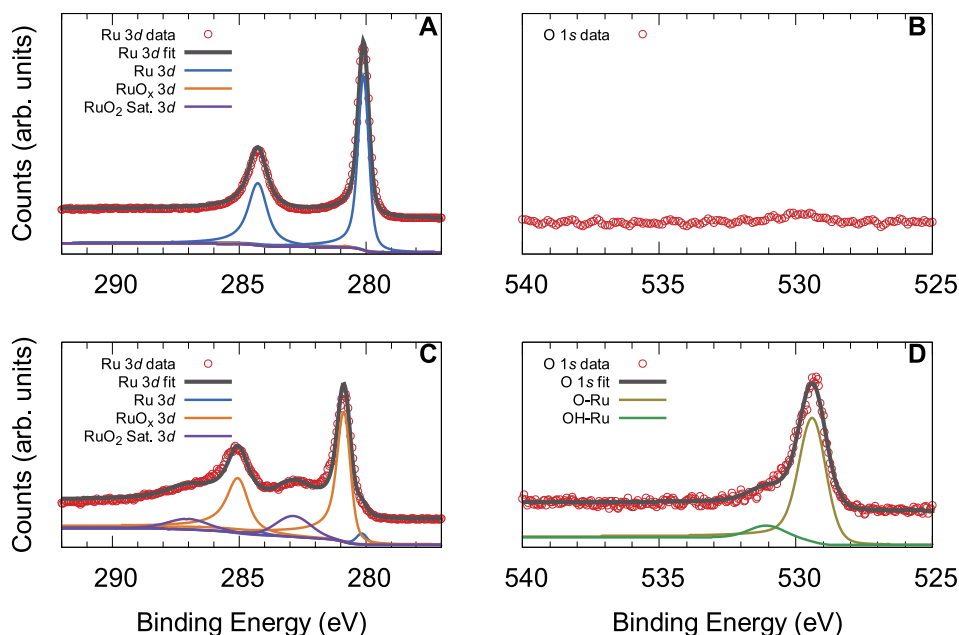 A
Ru 3d data
Ru 3d fit
Ru 3d
RuOx 3d
RuO2 Sat. 3d
Counts (arb. units)
290 285 280
B
O 1s data
540 535 530 525
C
Ru 3d data
Ru 3d fit
Ru 3d
RuOx 3d
RuO2 Sat. 3d
Counts (arb. units)
290 285 280
Binding Energy (eV)
D
O 1s data
O 1s fit
O-Ru
OH-Ru
540 535 530 525
Binding Energy (eV)